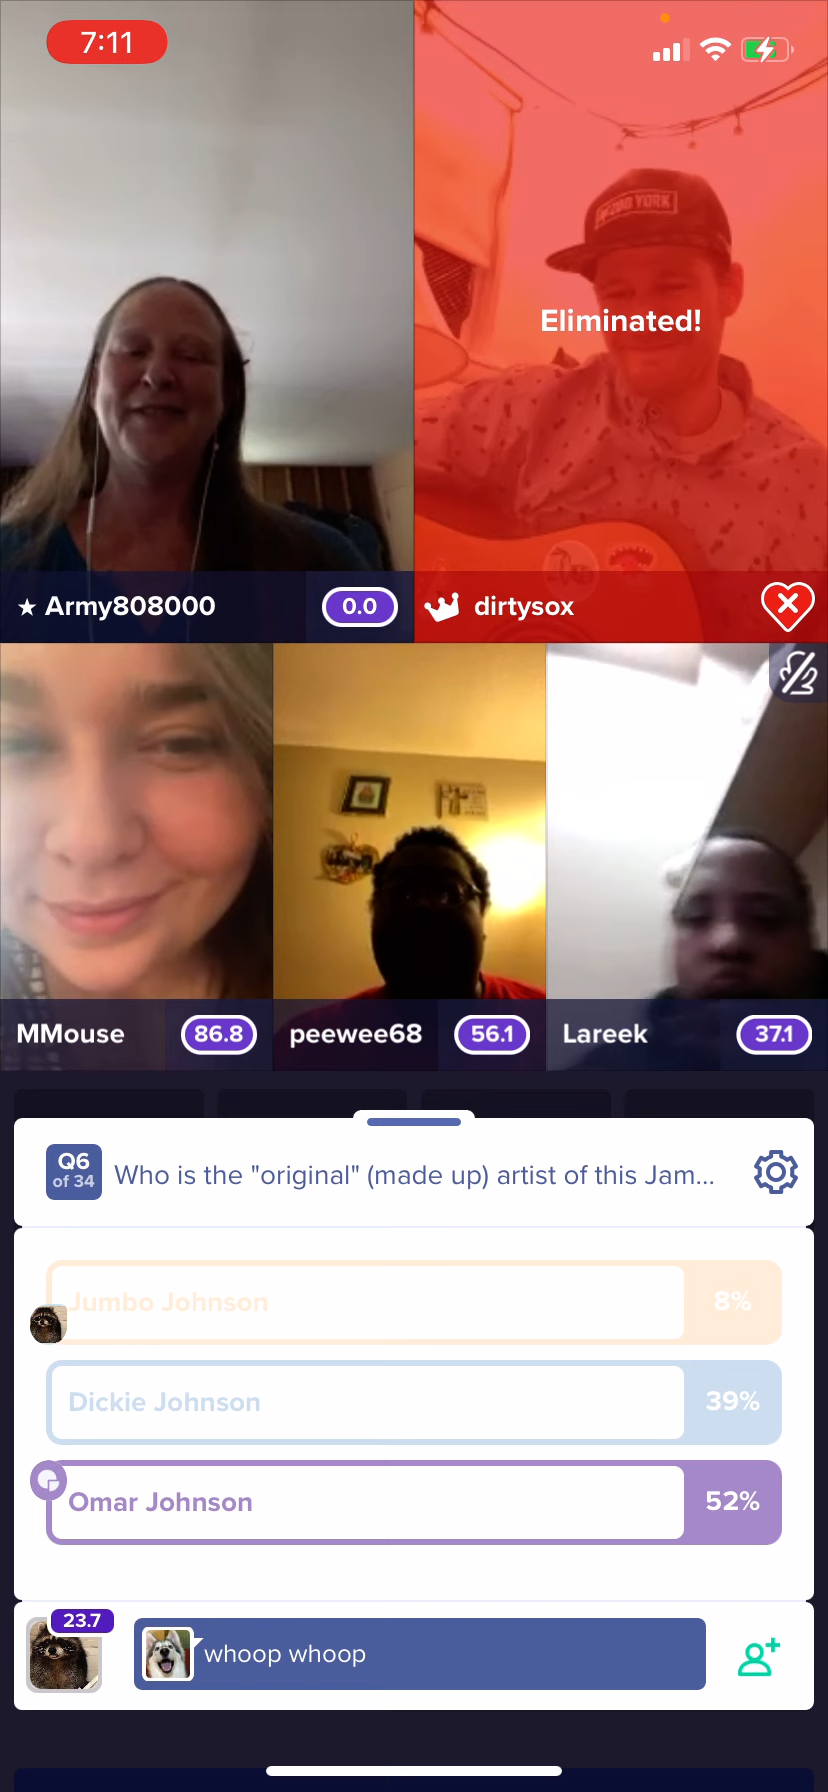 7:11
YORK
Eliminated!
★ Army808000
0.0
dirtysox
MMouse
86.8
peewee68
56.1
Lareek
37.1
Q6
of 34
Who is the "original" (made up) artist of this Jam...
Jumbo Johnson
8%
Dickie Johnson
39%
Omar Johnson
52%
23.7
whoop whoop